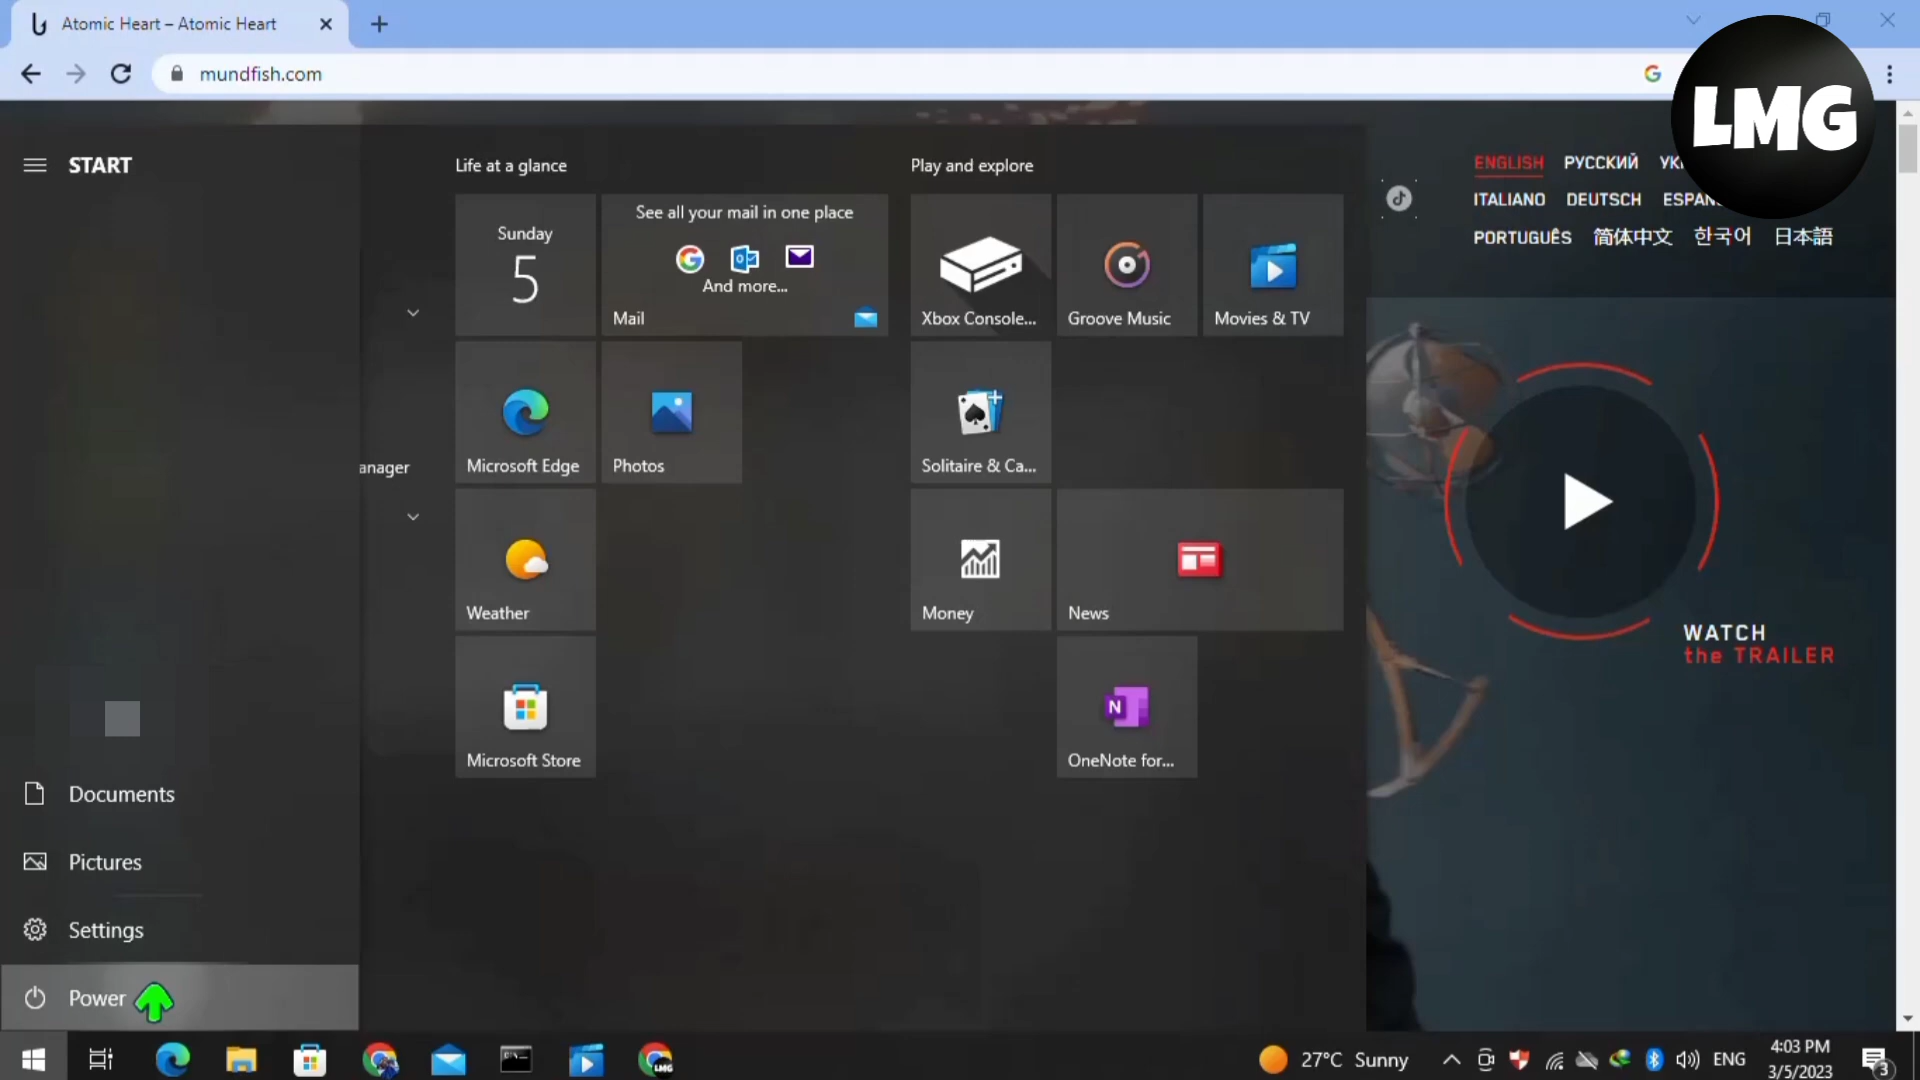 Atomic Heart – Atomic Heart
mundfish.com
LMG
START
Life at a glance
Play and explore
Sunday
5
See all your mail in one place
And more...
Mail
Xbox Console...
Groove Music
Movies & TV
ENGLISH РУССКИЙ УК
ITALIANO DEUTSCH ESPAÑ
PORTUGUÊS 简体中文 한국어 日本語
anager
Microsoft Edge
Photos
Solitaire & Ca...
Weather
Money
News
WATCH
the TRAILER
Microsoft Store
N
OneNote for...
Documents
Pictures
Settings
Power
LMG
27°C Sunny
ENG
4:03 PM
3/5/2023
3